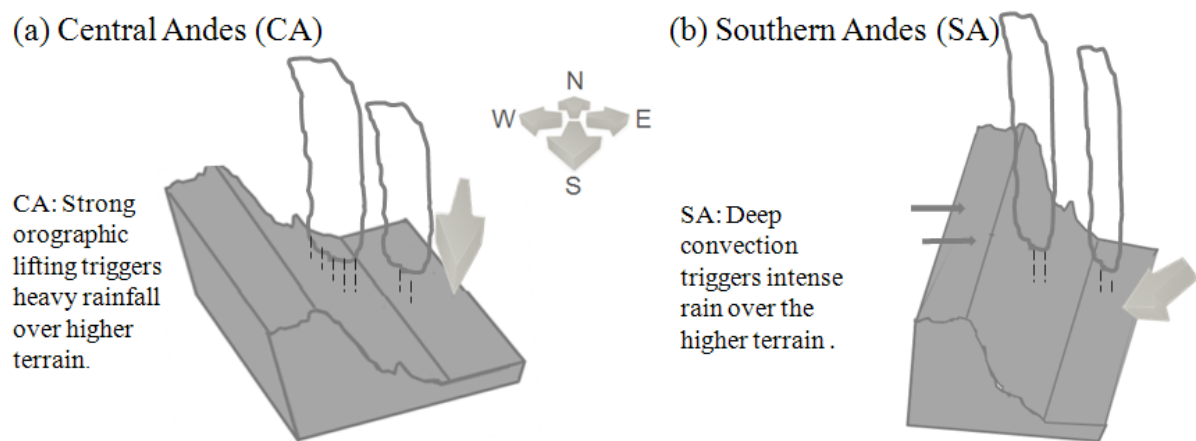 (a) Central Andes (CA)
(b) Southern Andes (SA)
N
W
E
S
CA: Strong
orographic
lifting triggers
heavy rainfall
over higher
terrain.
SA: Deep
convection
triggers intense
rain over the
higher terrain .